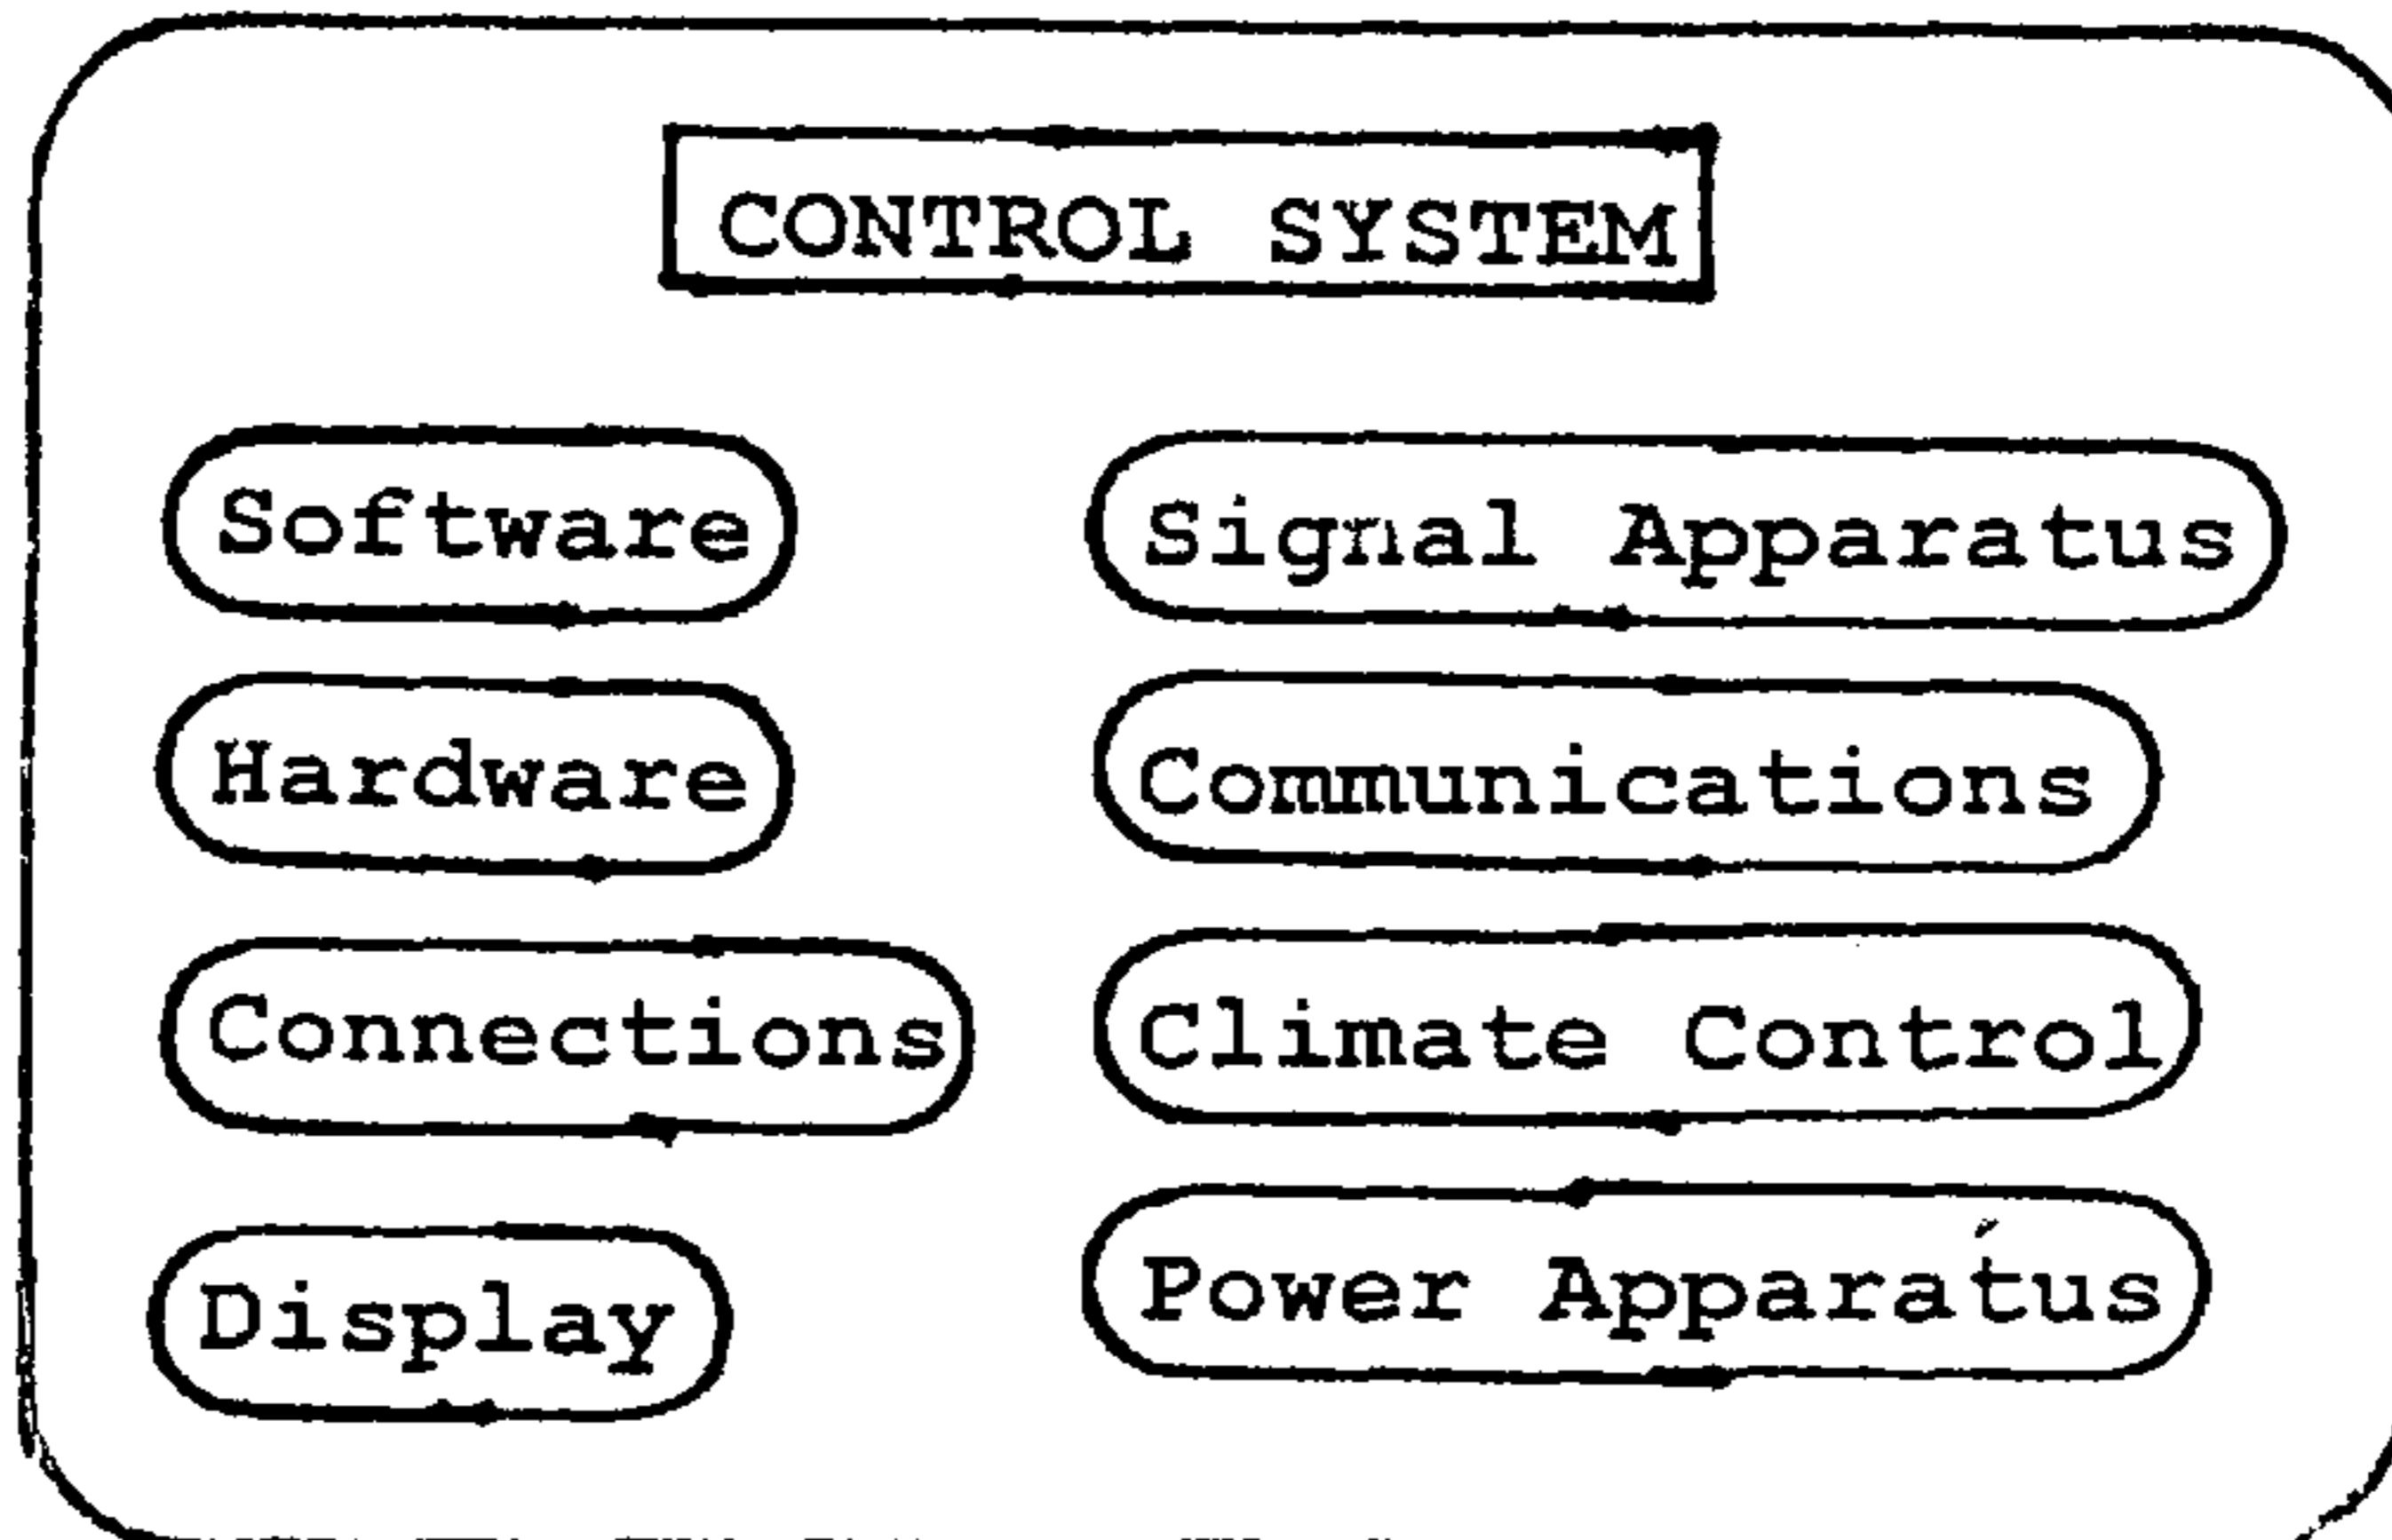 CONTROL SYSTEM
Software
Hardware
Connections
Display
Signal Apparatus
Communications
Climate Control
Power Apparatus